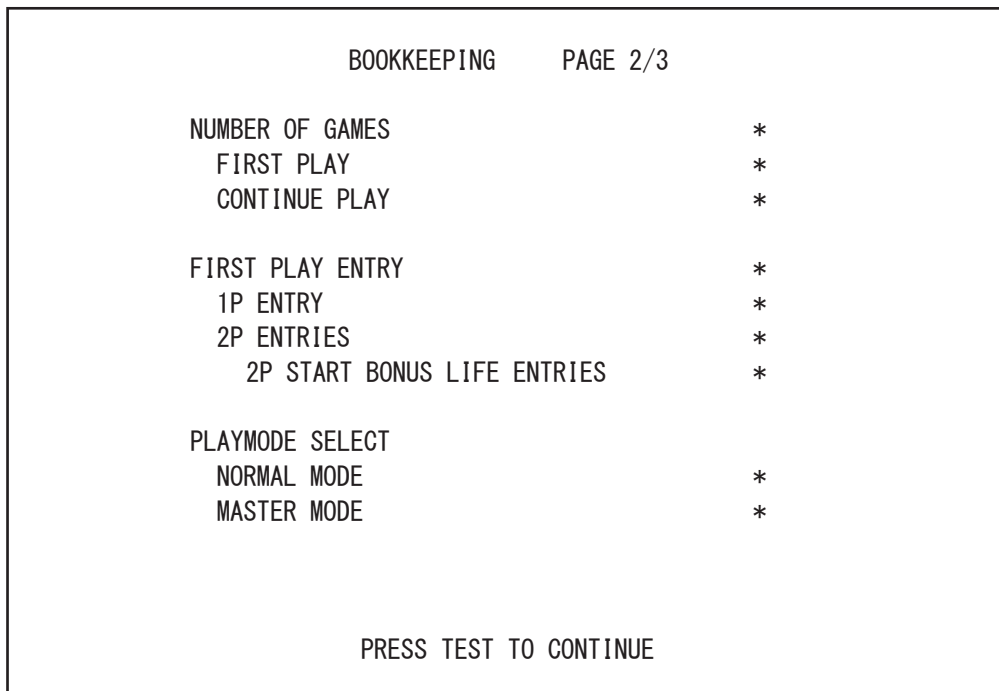 BOOKKEEPING PAGE 2/3
NUMBER OF GAMES *
FIRST PLAY *
CONTINUE PLAY *
FIRST PLAY ENTRY *
1P ENTRY *
2P ENTRIES *
2P START BONUS LIFE ENTRIES *
PLAYMODE SELECT
NORMAL MODE *
MASTER MODE *
PRESS TEST TO CONTINUE